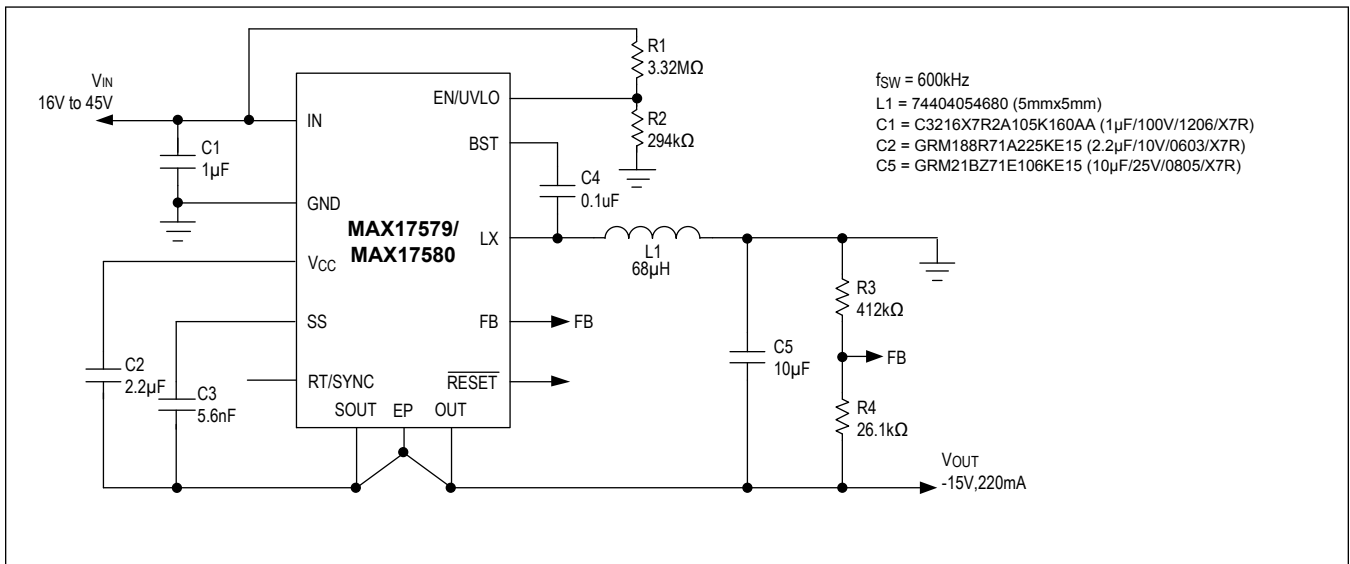 VIN
16V to 45V
C1
1µF
IN
GND
VCC
SS
RT/SYNC
SOUT
EP
OUT
MAX17579/
MAX17580
EN/UVLO
BST
LX
FB
RESET
R1
3.32MΩ
R2
294kΩ
C4
0.1uF
L1
68µH
FB
C2
2.2µF
C3
5.6nF
C5
10µF
R3
412kΩ
FB
R4
26.1kΩ
VOUT
-15V,220mA
fSW = 600kHz
L1 = 74404054680 (5mmx5mm)
C1 = C3216X7R2A105K160AA (1µF/100V/1206/X7R)
C2 = GRM188R71A225KE15 (2.2µF/10V/0603/X7R)
C5 = GRM21BZ71E106KE15 (10µF/25V/0805/X7R)